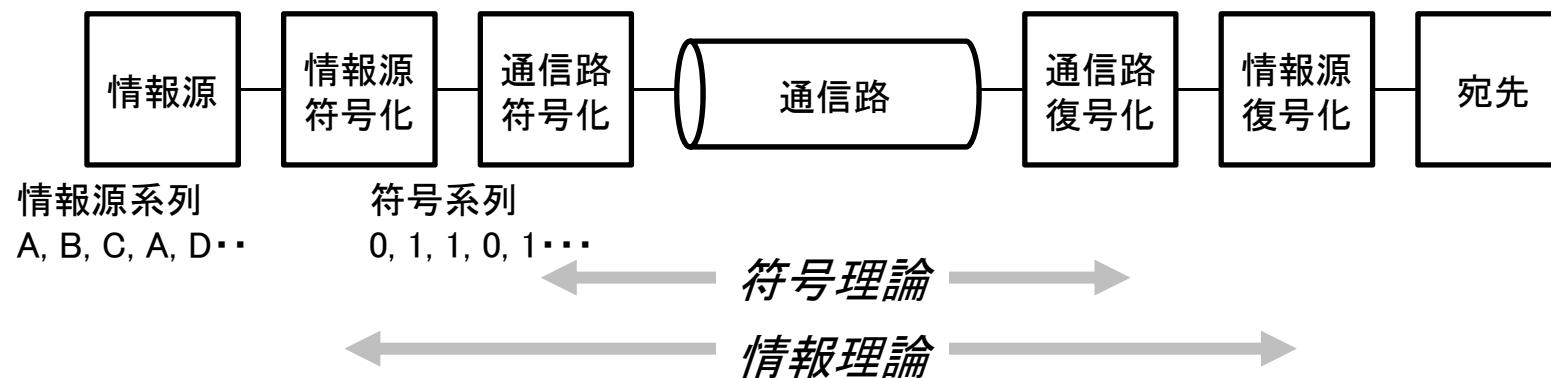 情報源
情報源
符号化
通信路
符号化
通信路
通信路
復号化
情報源
復号化
宛先
情報源系列
A, B, C, A, D・・
符号系列
0, 1, 1, 0, 1・・・
符号理論
情報理論